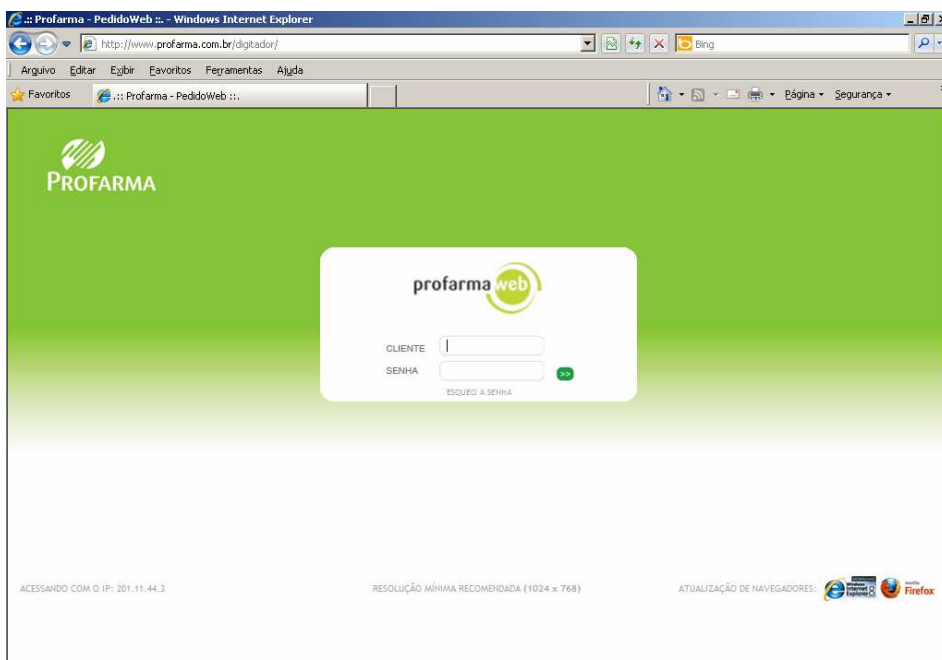 .:: Profarma - PedidoWeb ::. - Windows Internet Explorer
http://www.profarma.com.br/digitador/
Bing
Arquivo Editar Exibir Favoritos Ferramentas Ajuda
Favoritos .:: Profarma - PedidoWeb ::. Página Segurança
PROFARMA
profarma web
CLIENTE
SENHA
>>
ESQUECI A SENHA
ACESSANDO COM O IP: 201.11.44.3 RESOLUÇÃO MÍNIMA RECOMENDADA (1024 x 768) ATUALIZAÇÃO DE NAVEGADORES: Windows Internet Explorer 8 mozilla Firefox